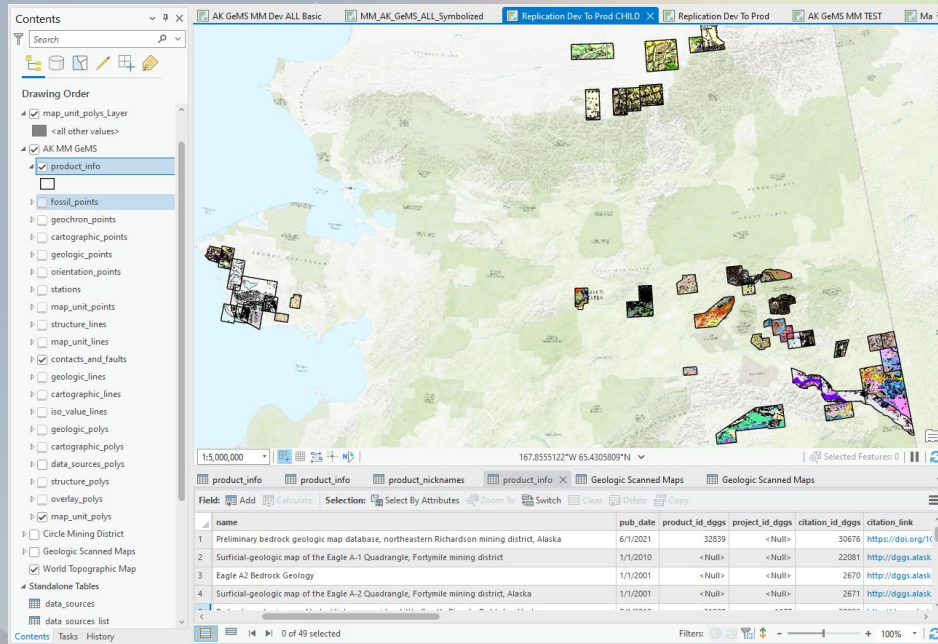 Contents
Search
Drawing Order
map_unit_polys_Layer
<all other values>
AK MM GeMS
product_info
fossil_points
geochron_points
cartographic_points
geologic_points
orientation_points
stations
map_unit_points
structure_lines
map_unit_lines
contacts_and_faults
geologic_lines
cartographic_lines
iso_value_lines
geologic_polys
cartographic_polys
data_sources_polys
structure_polys
overlay_polys
map_unit_polys
Circle Mining District
Geologic Scanned Maps
World Topographic Map
Standalone Tables
data_sources
data sources list
Contents Tasks History
AK GeMS MM Dev ALL Basic MM_AK_GeMS_ALL_Symbolized Replication Dev To Prod CHILD Replication Dev To Prod AK GeMS MM TEST Ma
1:5,000,000 167.8555122°W 65.4305809°N Selected Features: 0
product_info product_info product_nicknames product_info Geologic Scanned Maps Geologic Scanned Maps
Field: Add Calculate Selection: Select By Attributes Zoom To Switch Clear Delete Copy
name pub_date product_id_dggs project_id_dggs citation_id_dggs citation_link
1 Preliminary bedrock geologic map database, northeastern Richardson mining district, Alaska 6/1/2021 32839 <Null> 30676 https://doi.org/10
2 Surficial-geologic map of the Eagle A-1 Quadrangle, Fortymile mining district 1/1/2010 <Null> <Null> 22081 http://dggs.alask
3 Eagle A2 Bedrock Geology 1/1/2001 <Null> <Null> 2670 http://dggs.alask
4 Surficial-geologic map of the Eagle A-2 Quadrangle, Fortymile mining district, Alaska 1/1/2001 <Null> <Null> 2671 http://dggs.alask
0 of 49 selected Filters: 100%